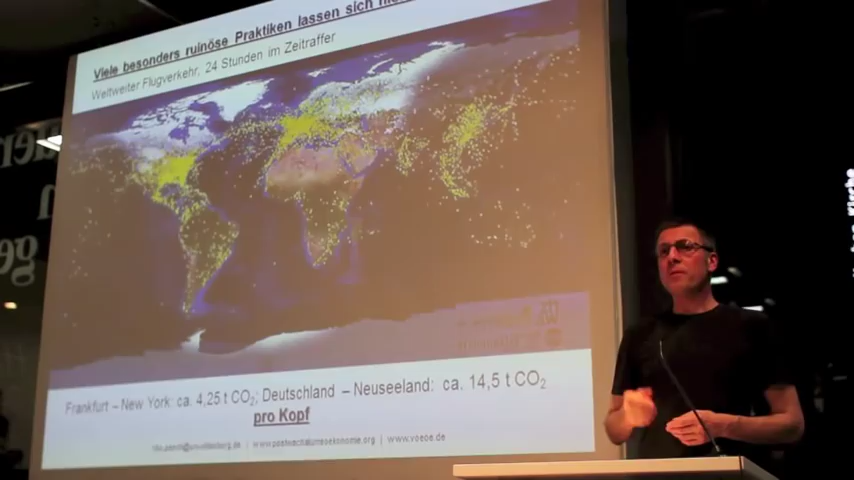 Viele besonders ruinöse Praktiken lassen sich
Weltweiter Flugverkehr; 24 Stunden im Zeitraffer
Frankfurt – New York: ca. 4,25 t CO₂; Deutschland – Neuseeland: ca. 14,5 t CO₂
pro Kopf
| www.postwachstumsoekonomie.org | www.voeoe.de